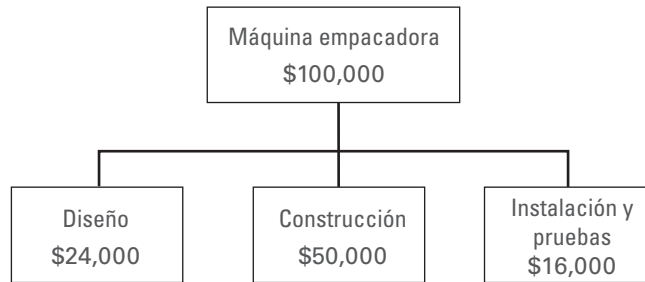 Máquina empacadora
$100,000
Diseño
$24,000
Construcción
$50,000
Instalación y
pruebas
$16,000